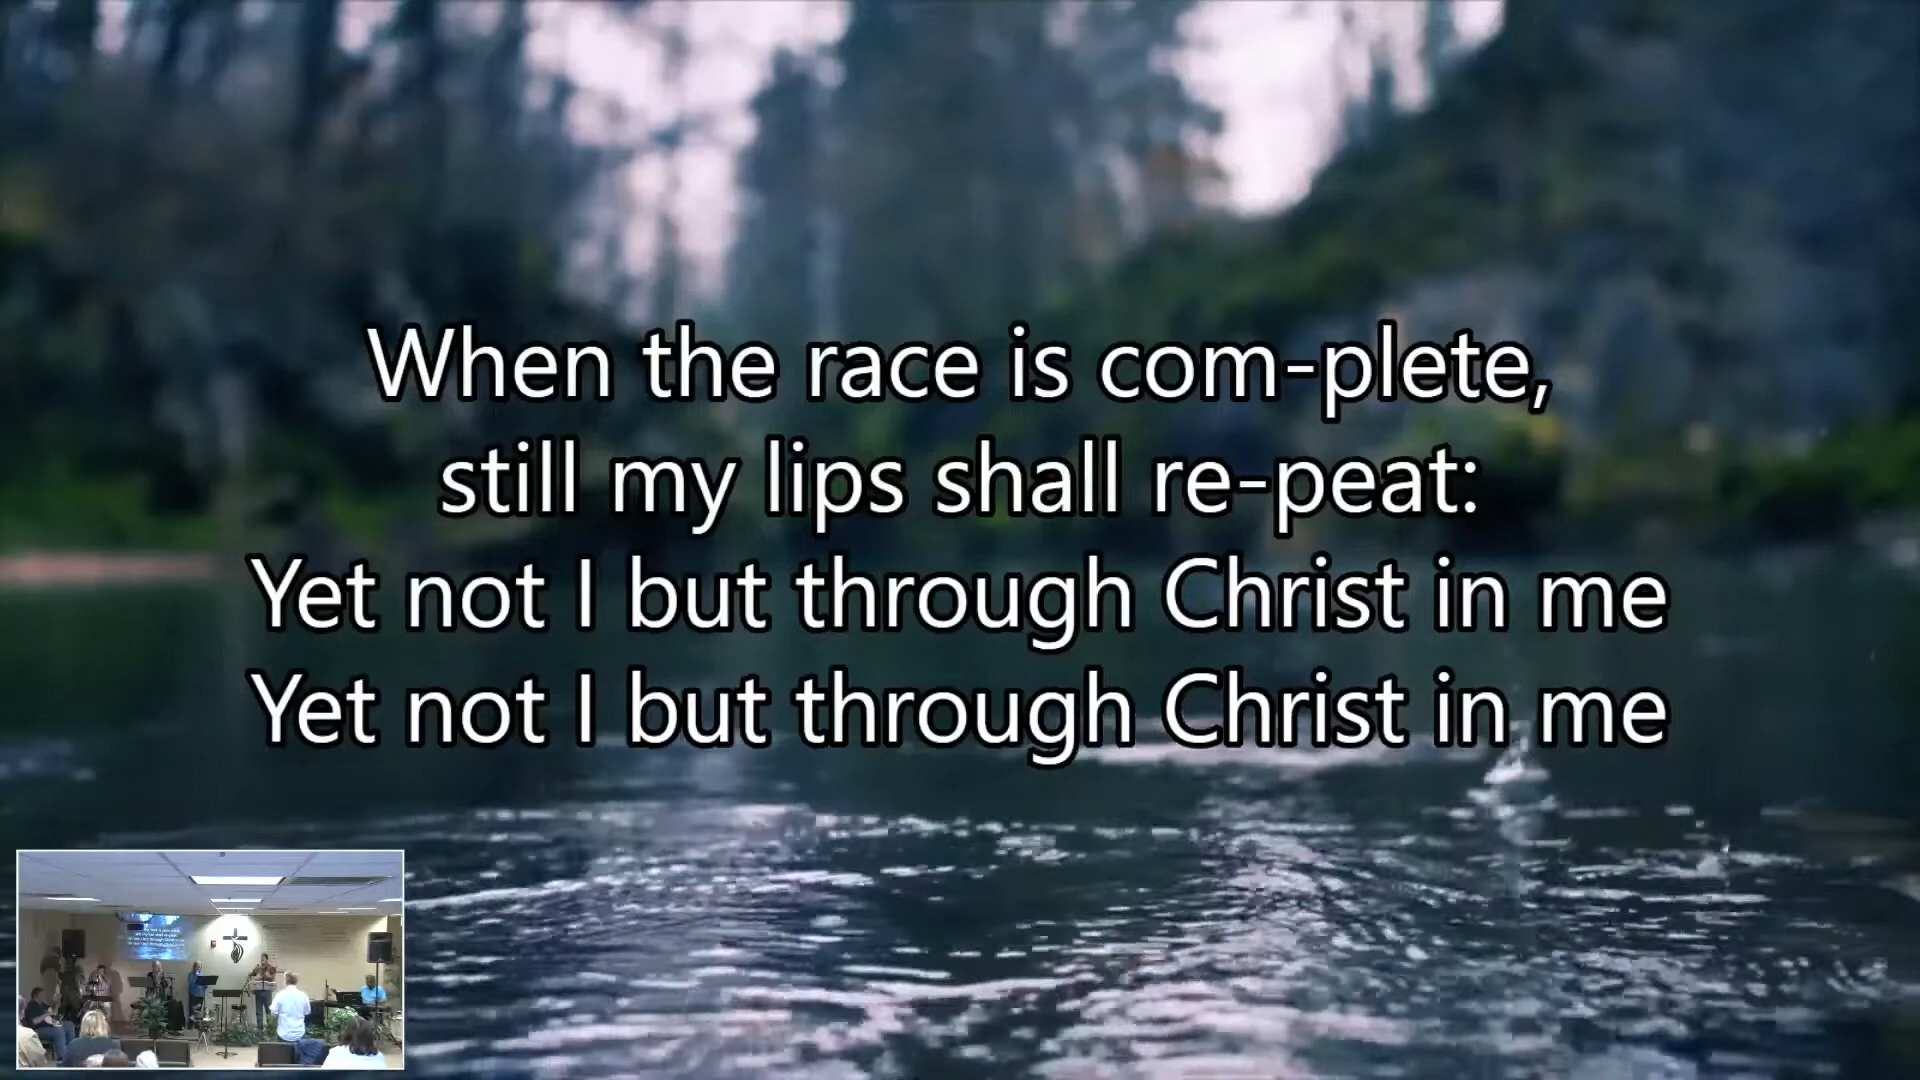 When the race is com-plete,
still my lips shall re-peat:
Yet not I but through Christ in me
Yet not I but through Christ in me